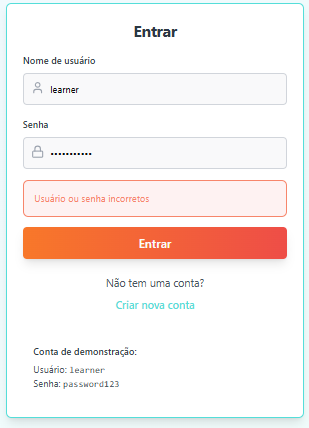 Entrar
Nome de usuário
learner
Senha
•••••••••••
Usuário ou senha incorretos
Entrar
Não tem uma conta?
Criar nova conta
Conta de demonstração:
Usuário: learner
Senha: password123